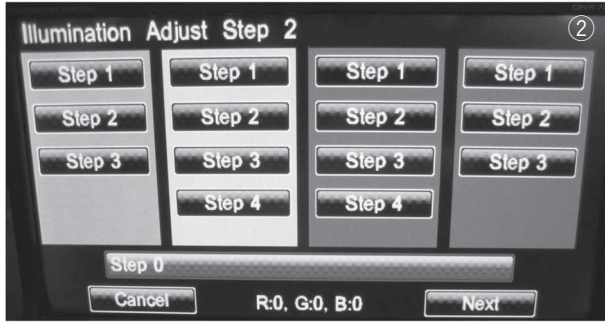 Illumination Adjust Step 2
②
Step 1 Step 1 Step 1 Step 1
Step 2 Step 2 Step 2 Step 2
Step 3 Step 3 Step 3 Step 3
Step 4 Step 4
Step 0
Cancel R:0, G:0, B:0 Next